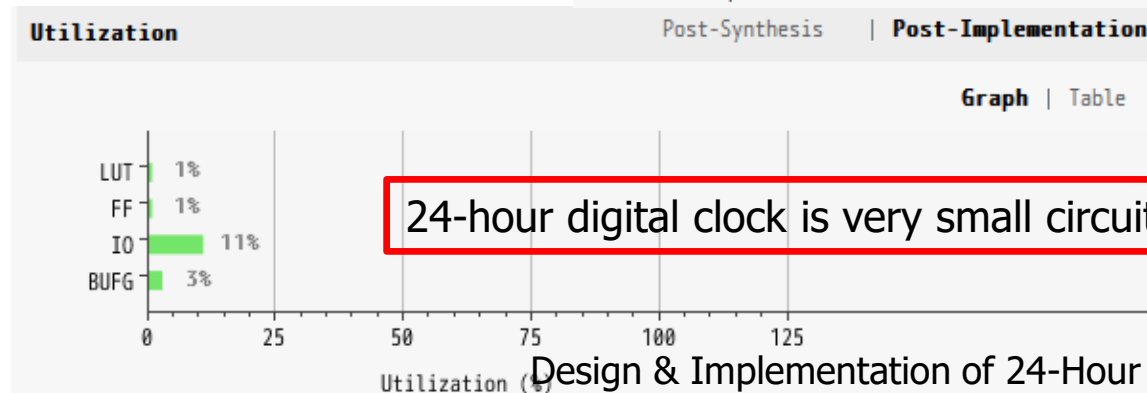 Utilization Post-Synthesis | Post-Implementation
Graph | Table
LUT 1%
FF 1%
24-hour digital clock is very small circuit
IO 11%
BUFG 3%
0 25 50 75 100 125
Utilization (%)
Design & Implementation of 24-Hour